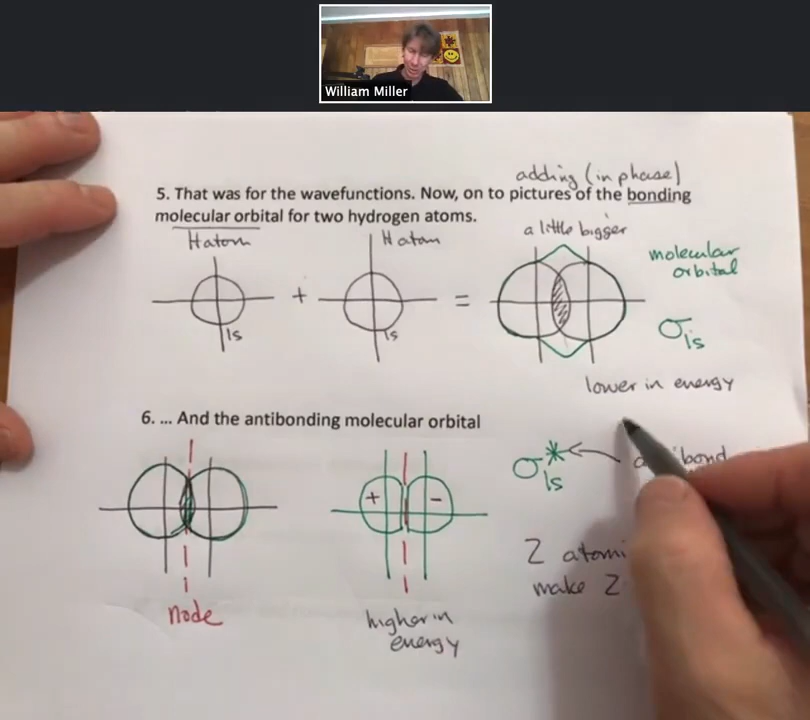 William Miller
adding (in phase)
5. That was for the wavefunctions. Now, on to pictures of the bonding
molecular orbital for two hydrogen atoms.
H atom
H atom
a little bigger
molecular
orbital
+
=
1s
1s
σ1s
lower in energy
6. ... And the antibonding molecular orbital
σ*1s
+
-
2 atomi
make 2
node
higher in
energy